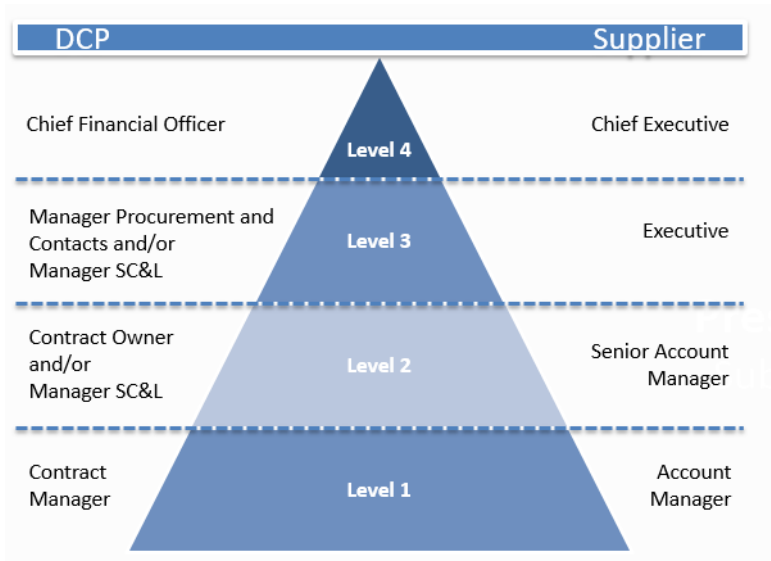 DCP Supplier
Chief Financial Officer
Level 4
Chief Executive
Manager Procurement and
Contacts and/or
Manager SC&L
Level 3
Executive
Contract Owner
and/or
Manager SC&L
Level 2
Senior Account
Manager
Contract
Manager
Level 1
Account
Manager